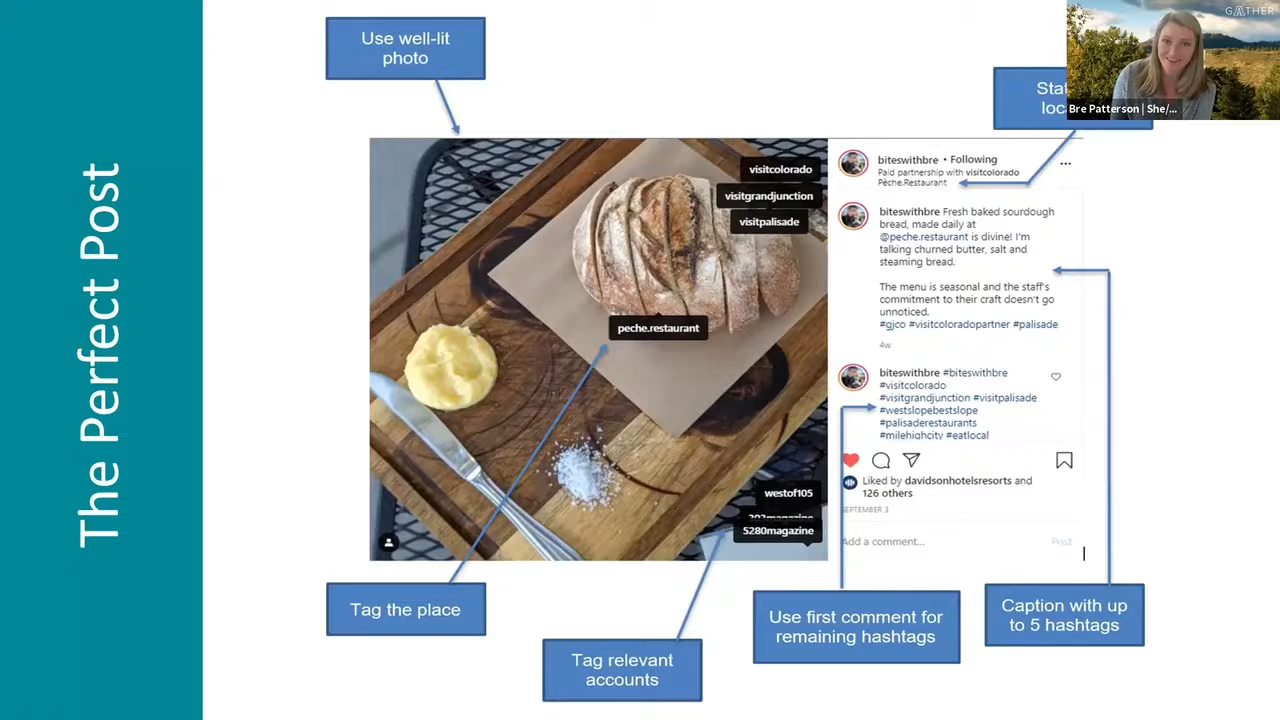 The Perfect Post
Use well-lit
photo
GATHER
Bre Patterson | She/...
visitcolorado
visitgrandjunction
visitpalisade
peche.restaurant
westof105
5280magazine
biteswithbre • Following
Paid partnership with visitcolorado
Pêche.Restaurant
biteswithbre Fresh baked sourdough
bread, made daily at
@peche.restaurant is divine! I'm
talking churned butter, salt and
steaming bread.
The menu is seasonal and the staff's
commitment to their craft doesn't go
unnoticed.
#gjco #visitcoloradopartner #palisade
4w
biteswithbre #biteswithbre
#visitcolorado
#visitgrandjunction #visitpalisade
#westslopebestslope
#palisaderestaurants
#milehighcity #eatlocal
Liked by davidsonhotelsresorts and
126 others
SEPTEMBER 3
Add a comment...
Post
Tag the place
Tag relevant
accounts
Use first comment for
remaining hashtags
Caption with up
to 5 hashtags